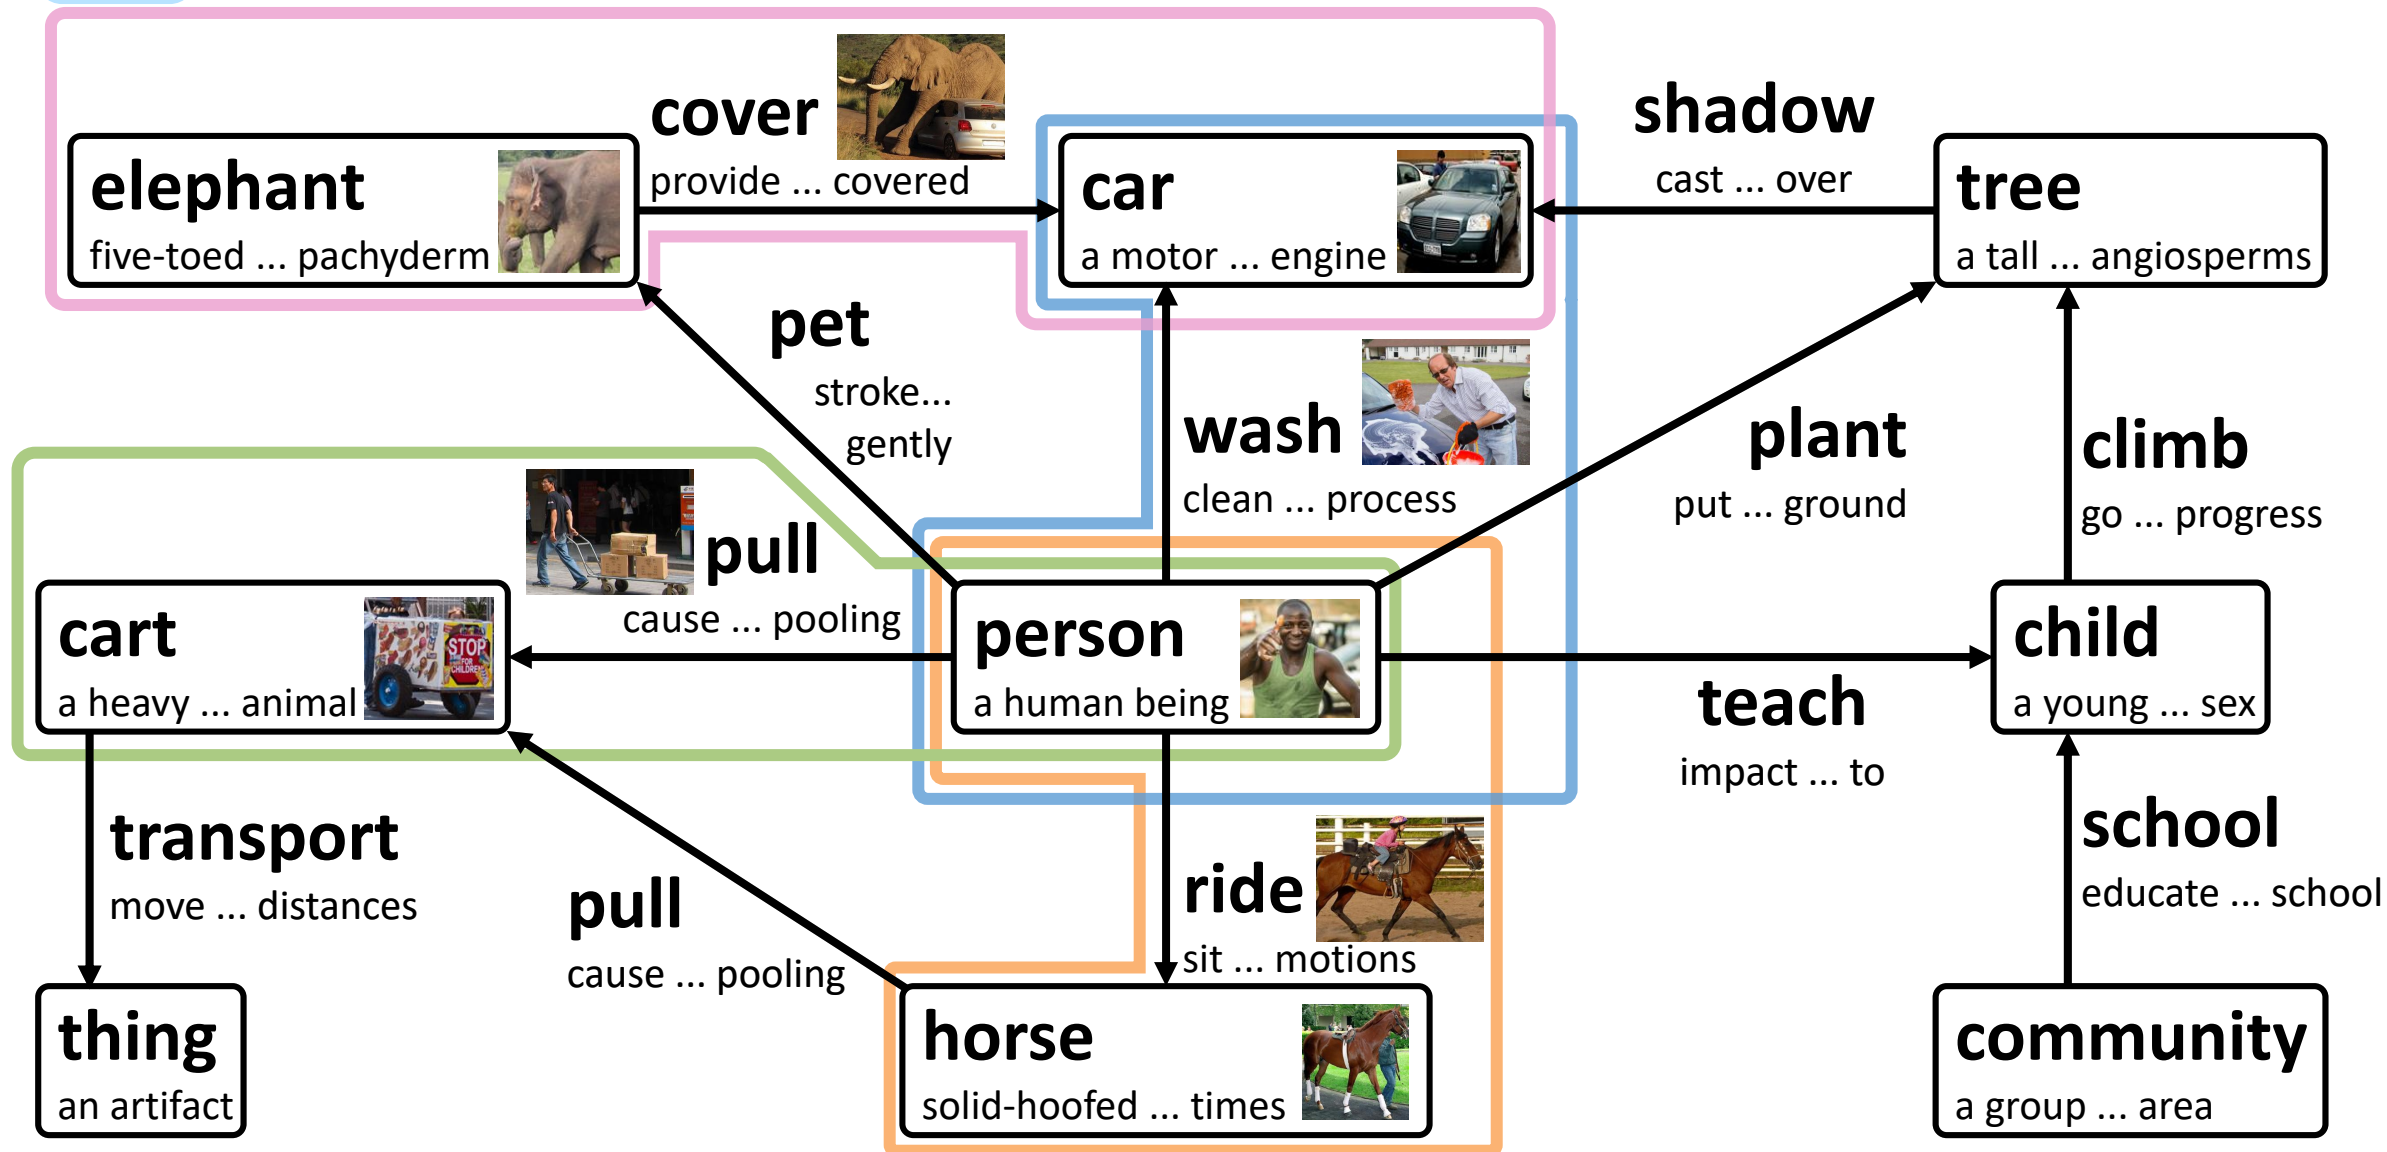 cover
provide ... covered
elephant
five-toed ... pachyderm
car
a motor ... engine
shadow
cast ... over
tree
a tall ... angiosperms
pet
stroke...
gently
wash
clean ... process
plant
put ... ground
climb
go ... progress
pull
cause ... pooling
cart
a heavy ... animal
STOP
FOR
CHILDREN
person
a human being
teach
impact ... to
child
a young ... sex
transport
move ... distances
pull
cause ... pooling
ride
sit ... motions
school
educate ... school
thing
an artifact
horse
solid-hoofed ... times
community
a group ... area